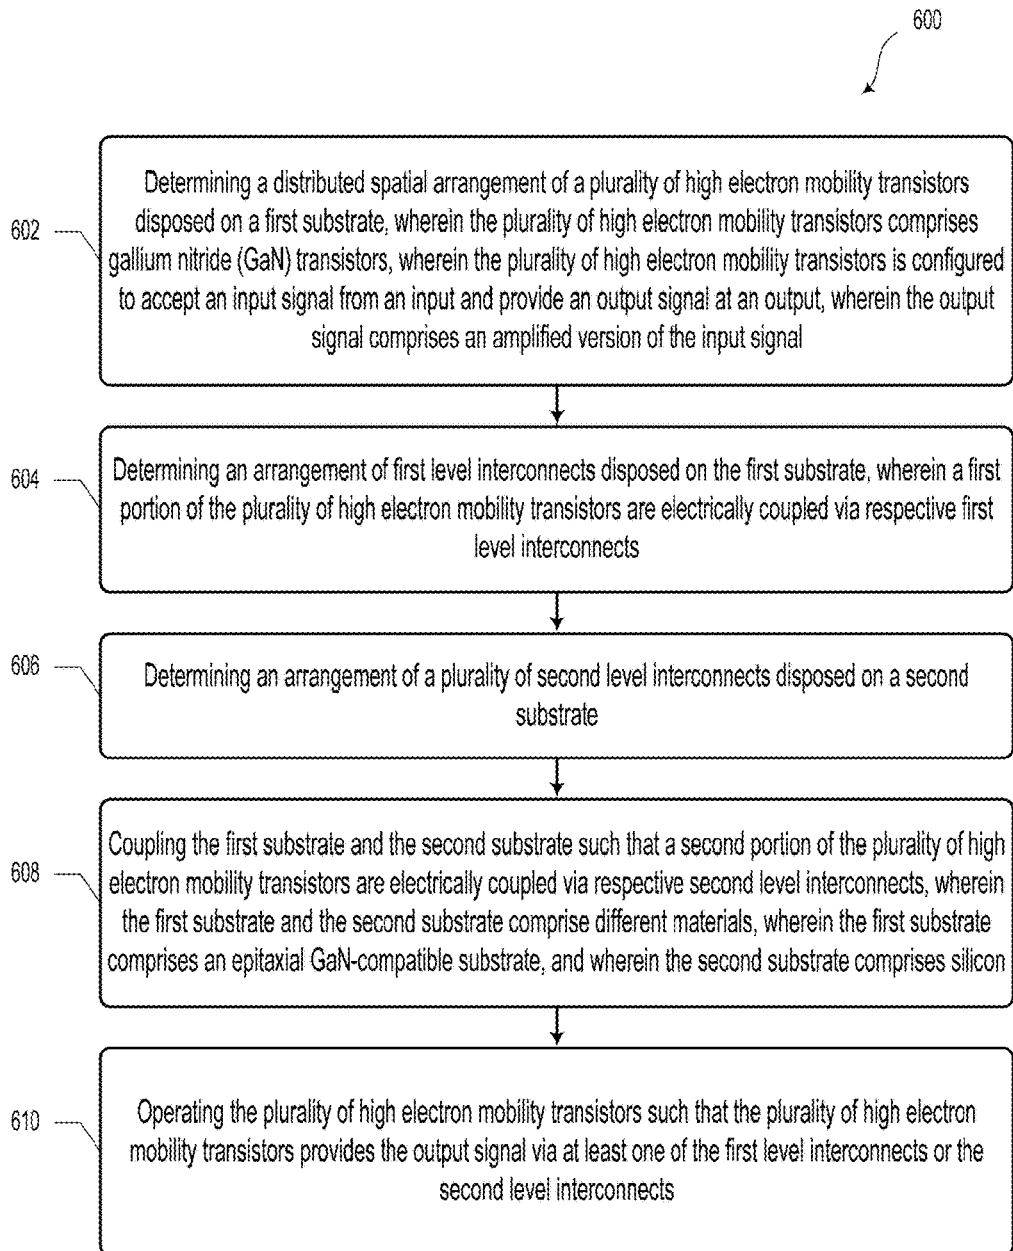 600
602
Determining a distributed spatial arrangement of a plurality of high electron mobility transistors
disposed on a first substrate, wherein the plurality of high electron mobility transistors comprises
gallium nitride (GaN) transistors, wherein the plurality of high electron mobility transistors is configured
to accept an input signal from an input and provide an output signal at an output, wherein the output
signal comprises an amplified version of the input signal
604
Determining an arrangement of first level interconnects disposed on the first substrate, wherein a first
portion of the plurality of high electron mobility transistors are electrically coupled via respective first
level interconnects
606
Determining an arrangement of a plurality of second level interconnects disposed on a second
substrate
608
Coupling the first substrate and the second substrate such that a second portion of the plurality of high
electron mobility transistors are electrically coupled via respective second level interconnects, wherein
the first substrate and the second substrate comprise different materials, wherein the first substrate
comprises an epitaxial GaN-compatible substrate, and wherein the second substrate comprises silicon
610
Operating the plurality of high electron mobility transistors such that the plurality of high electron
mobility transistors provides the output signal via at least one of the first level interconnects or the
second level interconnects